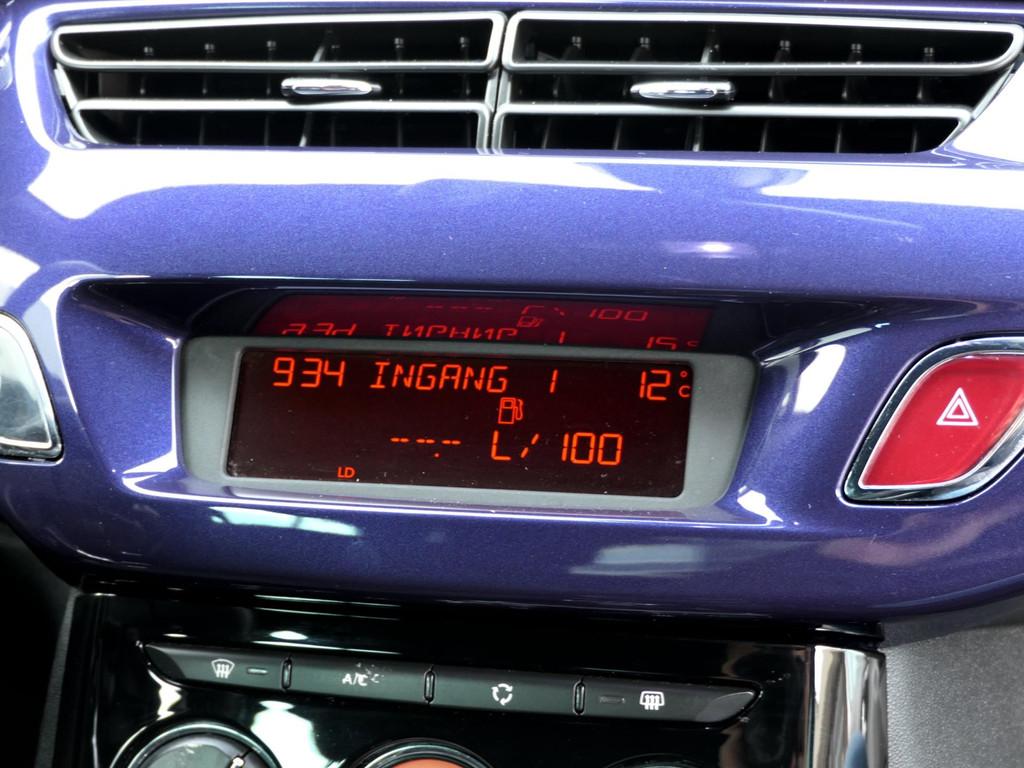 934 INGANG 1 12°C
--.- L/100
LD
A/C